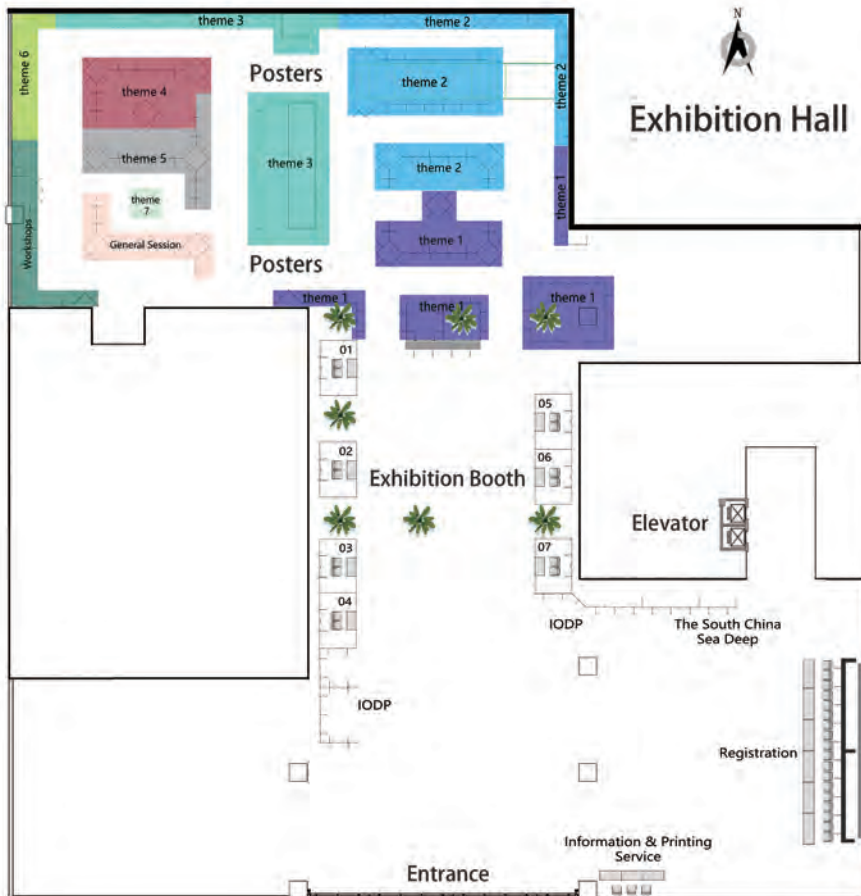 theme 3
theme 2
N
theme 6
theme 4
Posters
theme 2
theme 2
Exhibition Hall
theme 5
theme 3
theme 2
theme 1
theme
7
Workshops
General Session
theme 1
Posters
theme 1
theme 1
theme 1
01
05
02
06
Exhibition Booth
Elevator
03
07
04
IODP
The South China
Sea Deep
IODP
Registration
Information & Printing
Service
Entrance